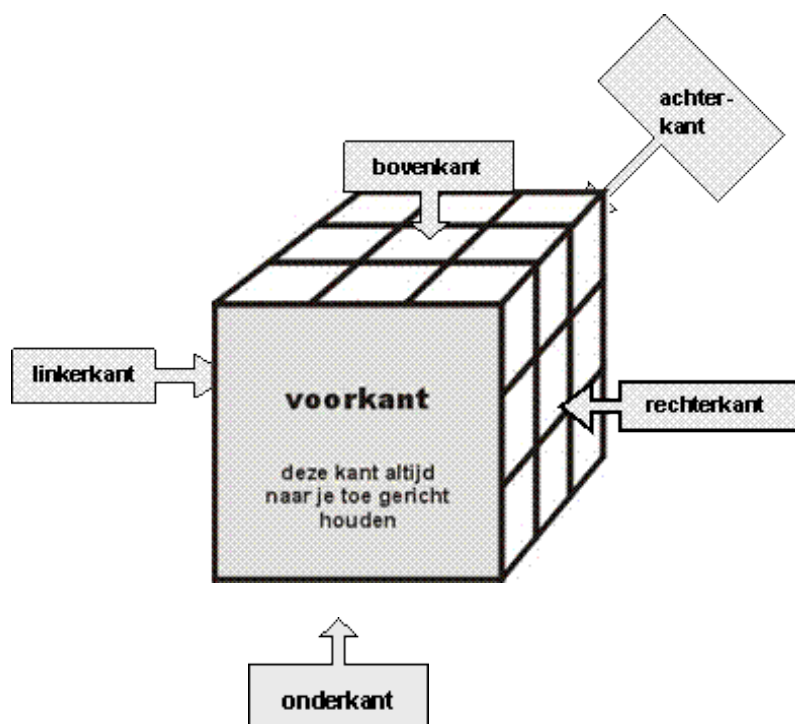 achter-
kant
bovenkant
linkerkant
voorkant
rechterkant
deze kant altijd
naar je toe gericht
houden
onderkant